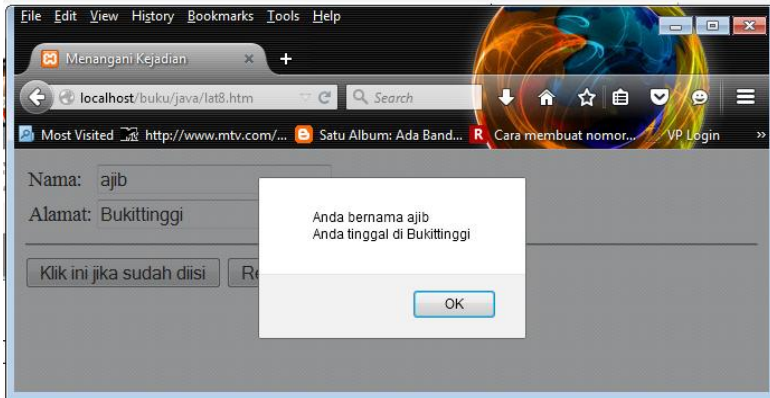 File Edit View History Bookmarks Tools Help
Menangani Kejadian
localhost/buku/java/lat8.htm Search
Most Visited http://www.mtv.com/... Satu Album: Ada Band... R Cara membuat nomor... VP Login »
Nama: ajib
Alamat: Bukittinggi
Anda bernama ajib
Anda tinggal di Bukittinggi
Klik ini jika sudah diisi Re
OK